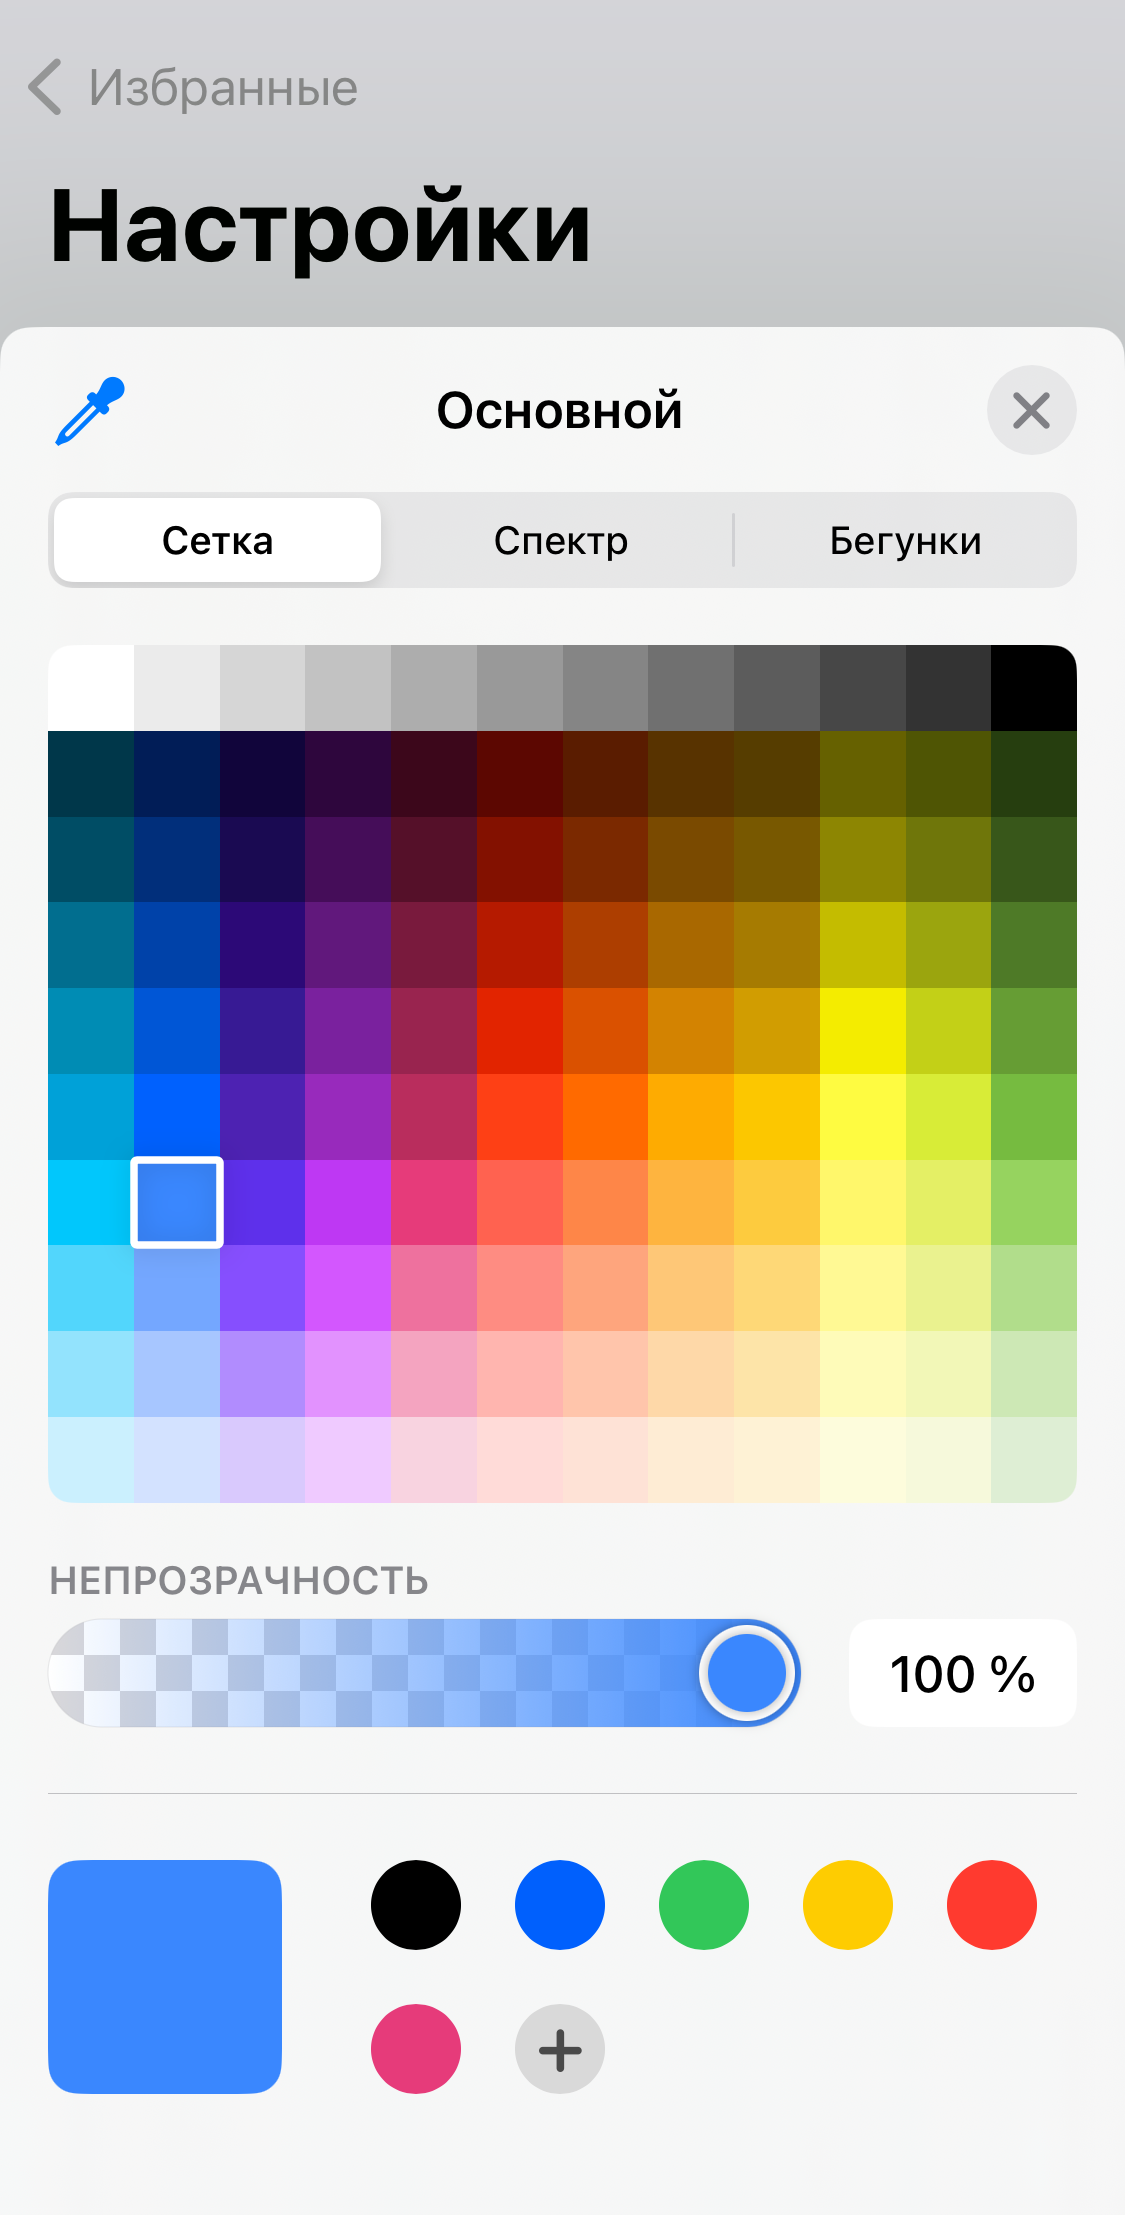 Избранные
Настройки
Основной
Сетка
Спектр
Бегунки
НЕПРОЗРАЧНОСТЬ
100 %